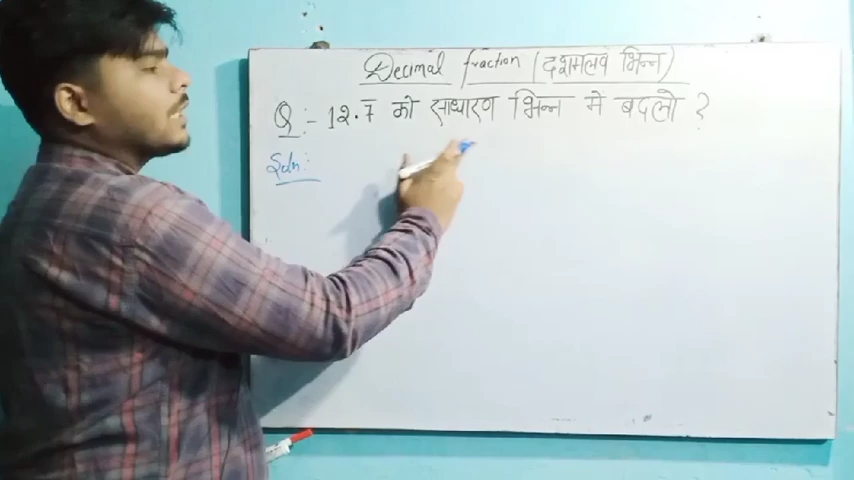 Decimal fraction (दशमलव भिन्न)
Q:- 12.7̅ को साधारण भिन्न में बदलो ?
Soln: